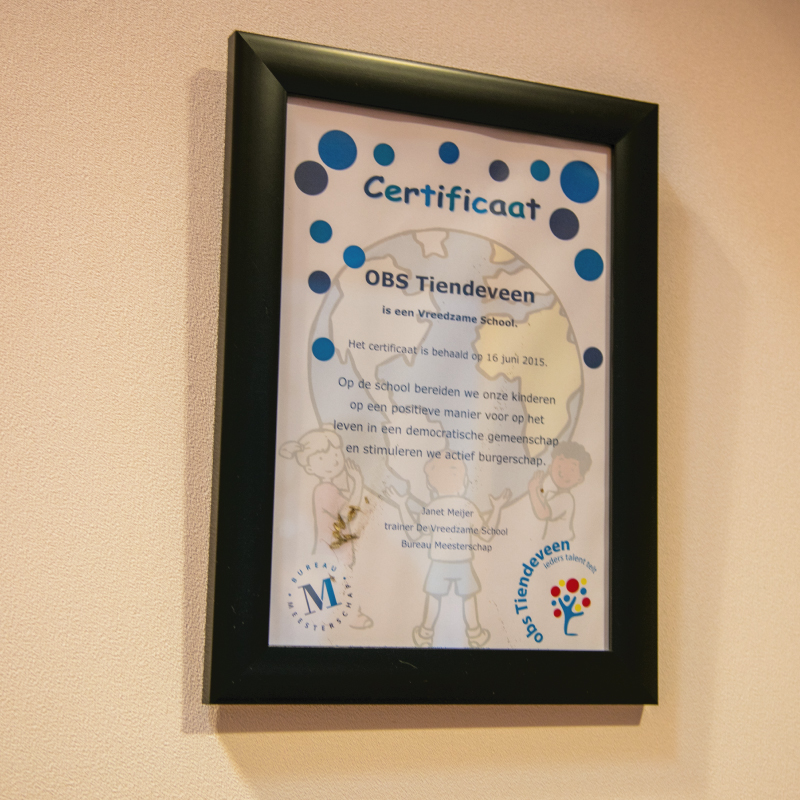 Certificaat
OBS Tiendeveen
is een Vreedzame School.
Het certificaat is behaald op 16 juni 2015.
Op de school bereiden we onze kinderen
op een positieve manier voor op het
leven in een democratische gemeenschap
en stimuleren we actief burgerschap.
Janet Meijer
trainer De Vreedzame School
Bureau Meesterschap
BUREAU
M
MEESTERSCHAP
obs Tiendeveen
ieders talent telt